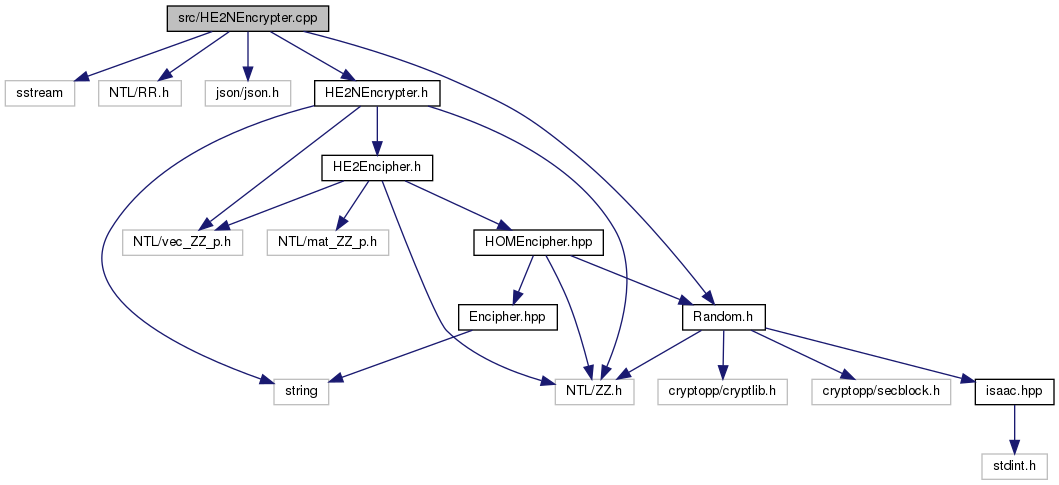 src/HE2NEncrypter.cpp
sstream
NTL/RR.h
json/json.h
HE2NEncrypter.h
HE2Encipher.h
NTL/vec_ZZ_p.h
NTL/mat_ZZ_p.h
HOMEncipher.hpp
Encipher.hpp
Random.h
string
NTL/ZZ.h
cryptopp/cryptlib.h
cryptopp/secblock.h
isaac.hpp
stdint.h